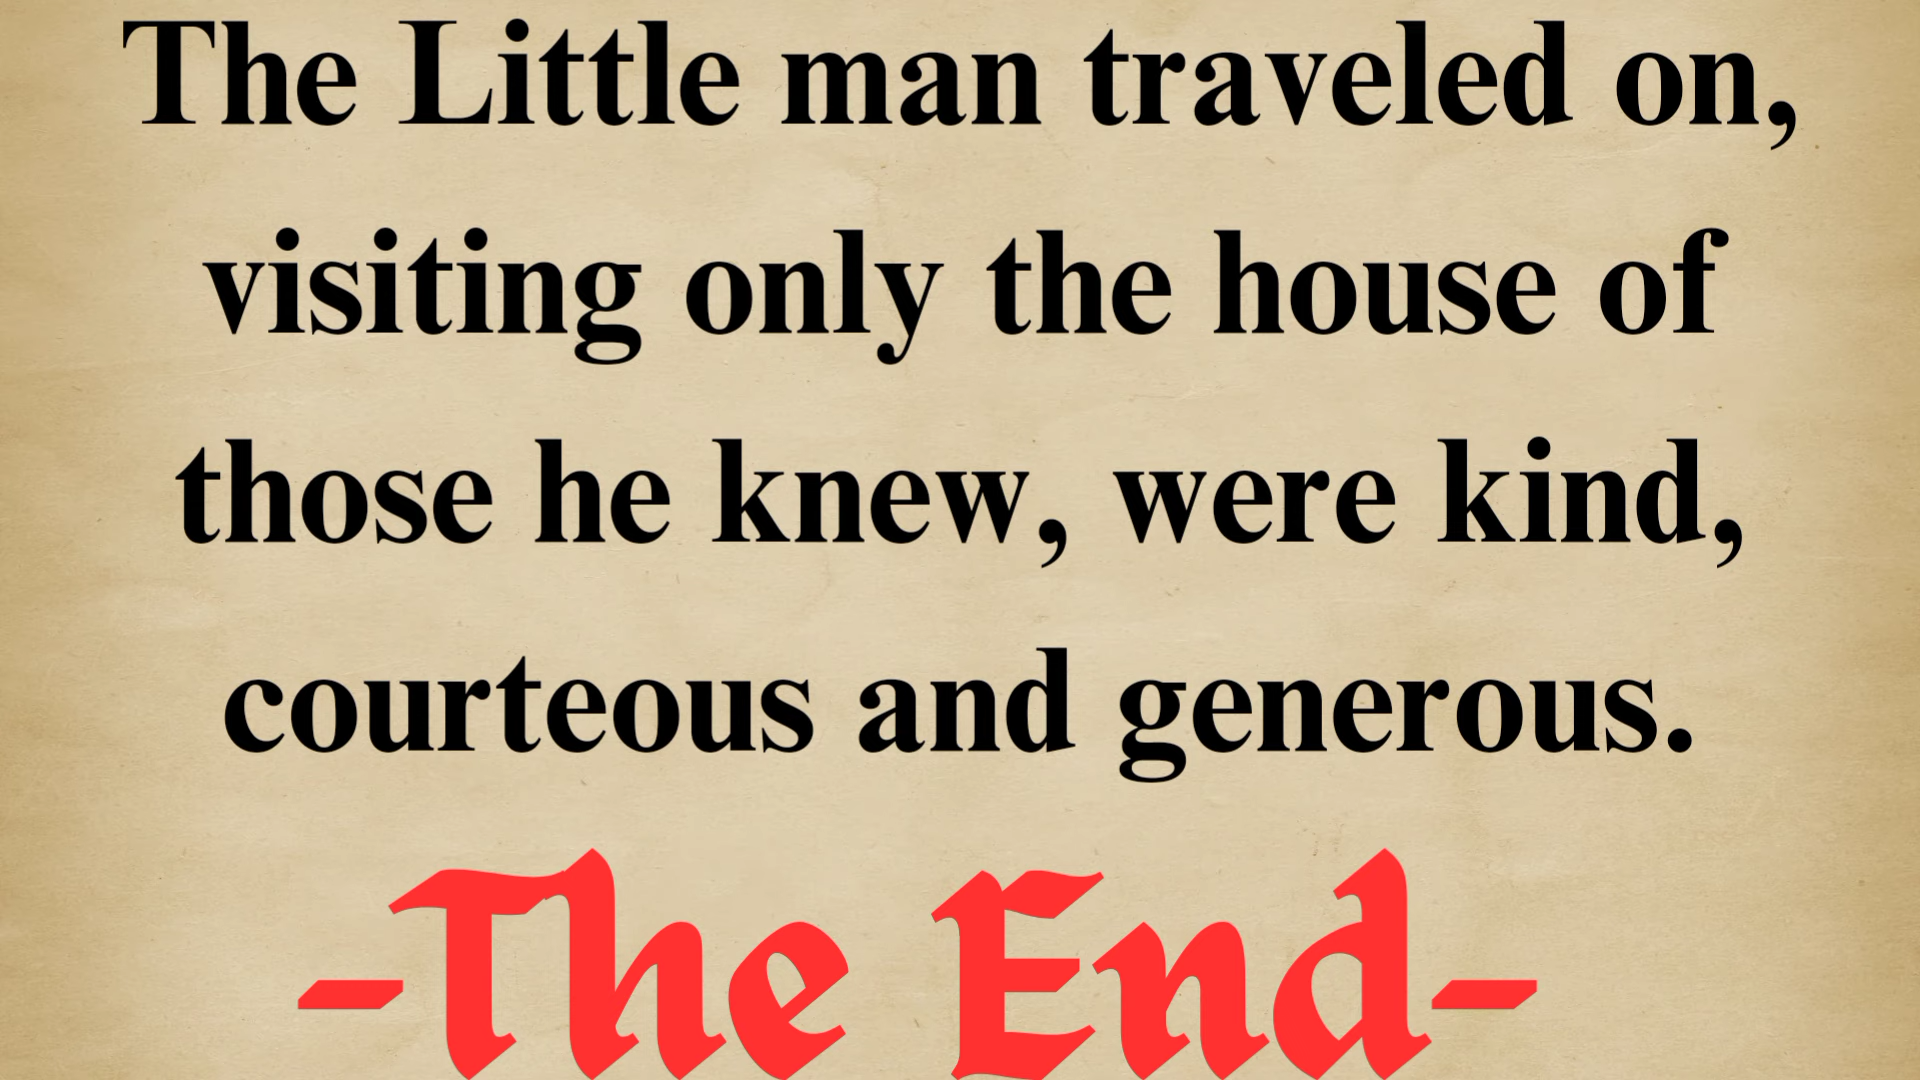 The Little man traveled on,
visiting only the house of
those he knew, were kind,
courteous and generous.
-The End-